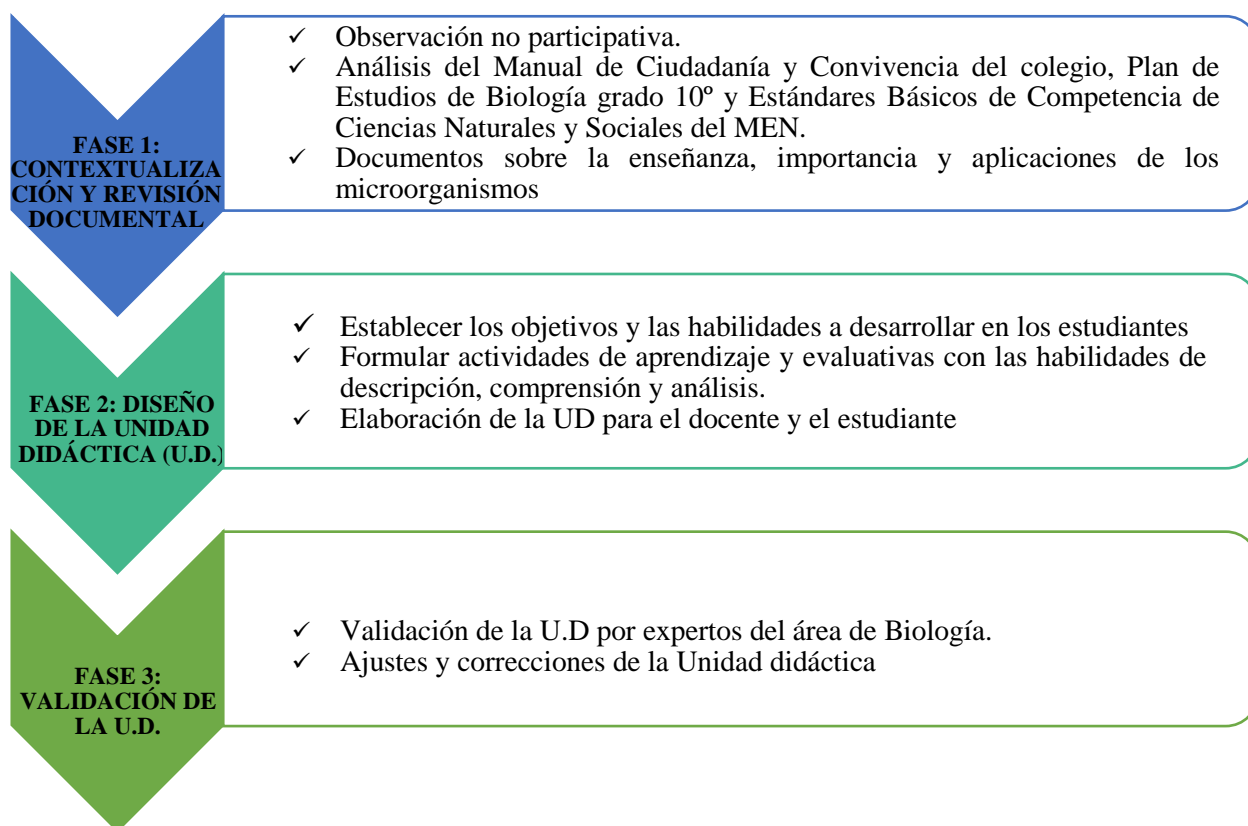 FASE 1:
CONTEXTUALIZA
CIÓN Y REVISIÓN
DOCUMENTAL
✓ Observación no participativa.
✓ Análisis del Manual de Ciudadanía y Convivencia del colegio, Plan de
Estudios de Biología grado 10º y Estándares Básicos de Competencia de
Ciencias Naturales y Sociales del MEN.
✓ Documentos sobre la enseñanza, importancia y aplicaciones de los
microorganismos
FASE 2: DISEÑO
DE LA UNIDAD
DIDÁCTICA (U.D.)
✓ Establecer los objetivos y las habilidades a desarrollar en los estudiantes
✓ Formular actividades de aprendizaje y evaluativas con las habilidades de
descripción, comprensión y análisis.
✓ Elaboración de la UD para el docente y el estudiante
FASE 3:
VALIDACIÓN DE
LA U.D.
✓ Validación de la U.D por expertos del área de Biología.
✓ Ajustes y correcciones de la Unidad didáctica